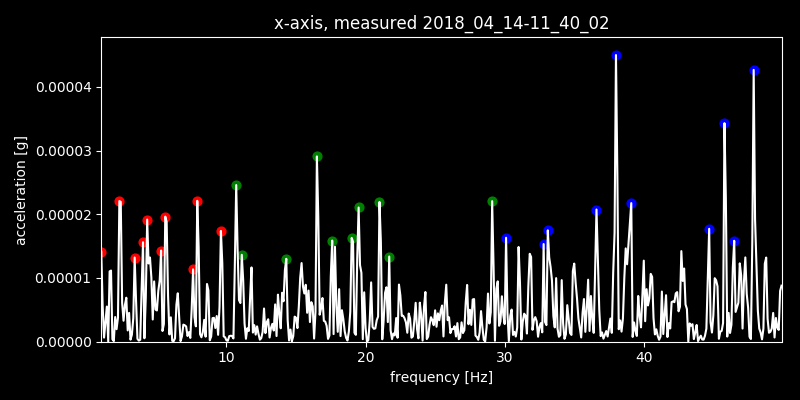 x-axis, measured 2018_04_14-11_40_02
acceleration [g]
0.00004
0.00003
0.00002
0.00001
0.00000
10 20 30 40
frequency [Hz]